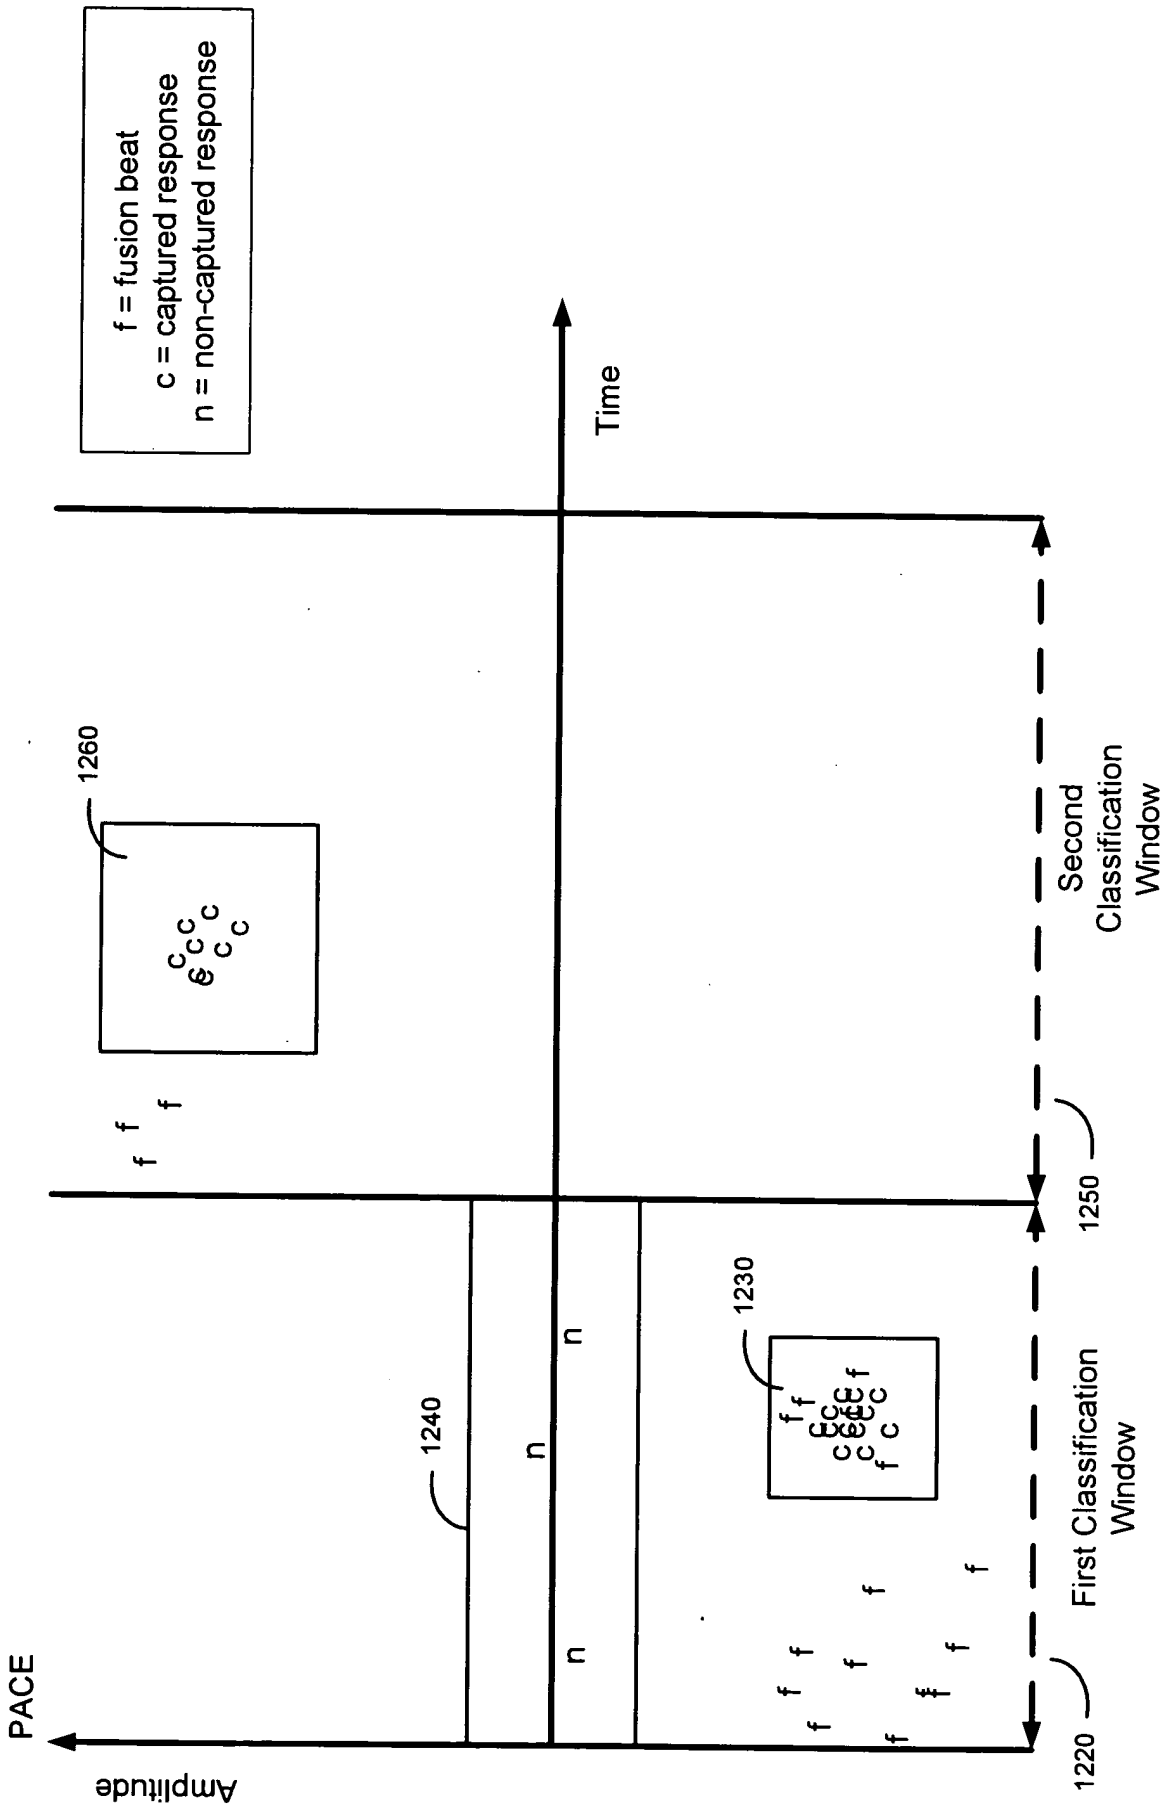 PACE
Amplitude
f = fusion beat
c = captured response
n = non-captured response
1260
f f f
c c c c c c c c
1240
n n n
Time
1230
f f f f f f f f f f
f f f f
c c c c c c c c c c c c
1220
First Classification
Window
1250
Second
Classification
Window